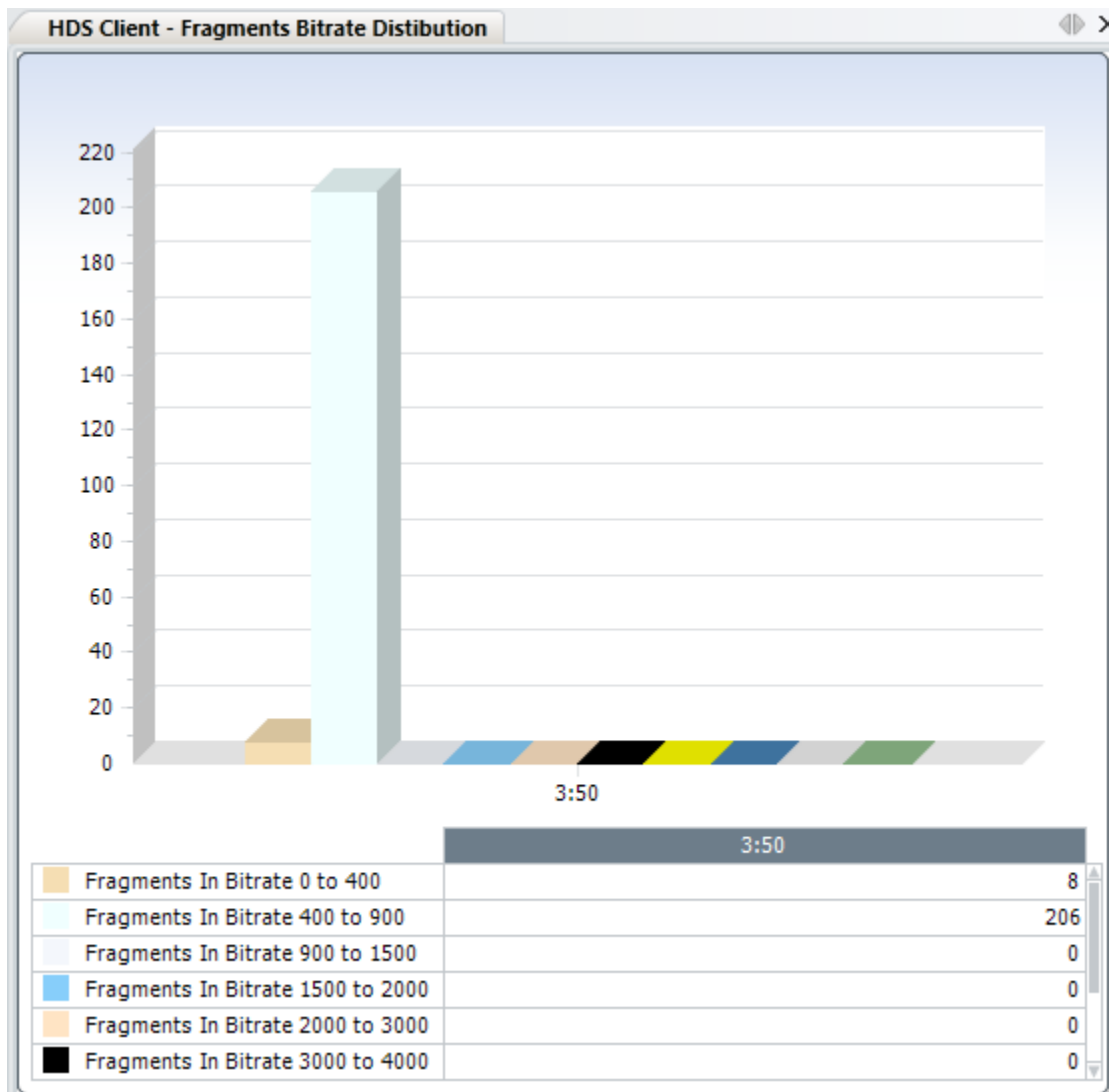 HDS Client - Fragments Bitrate Distibution
220
200
180
160
140
120
100
80
60
40
20
0
3:50
3:50
Fragments In Bitrate 0 to 400 8
Fragments In Bitrate 400 to 900 206
Fragments In Bitrate 900 to 1500 0
Fragments In Bitrate 1500 to 2000 0
Fragments In Bitrate 2000 to 3000 0
Fragments In Bitrate 3000 to 4000 0